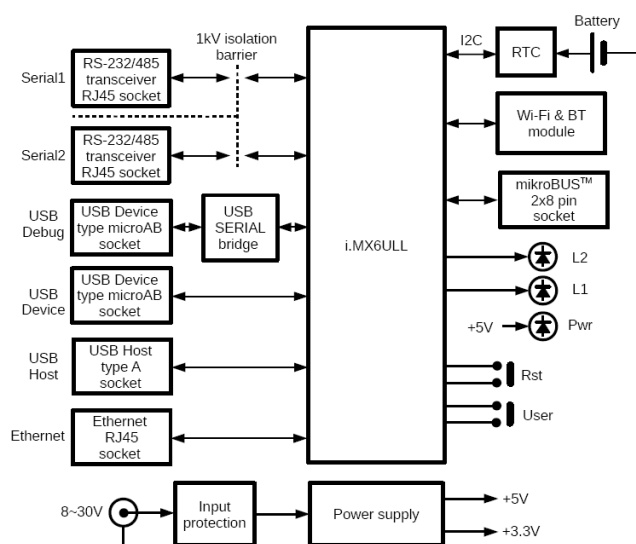 1kV isolation
barrier
Serial1
RS-232/485
transceiver
RJ45 socket
Serial2
RS-232/485
transceiver
RJ45 socket
USB
Debug
USB Device
type microAB
socket
USB
SERIAL
bridge
USB
Device
USB Device
type microAB
socket
USB
Host
USB Host
type A
socket
Ethernet
Ethernet
RJ45
socket
i.MX6ULL
I2C
RTC
Battery
Wi-Fi & BT
module
mikroBUS™
2x8 pin
socket
L2
L1
+5V
Pwr
Rst
User
8~30V
Input
protection
Power supply
+5V
+3.3V